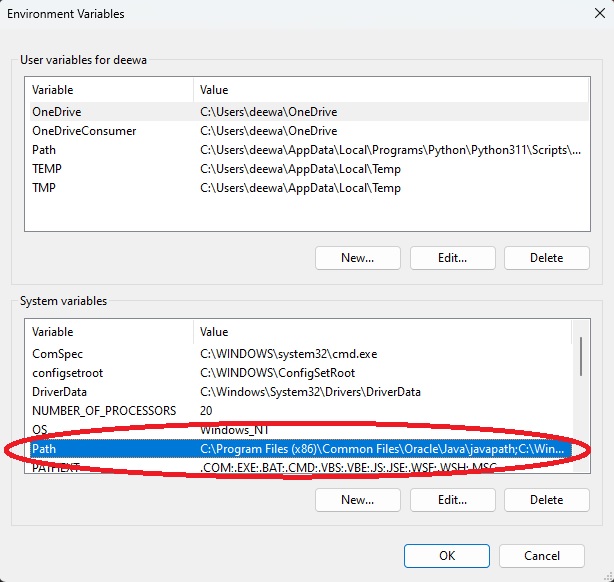 Environment Variables
User variables for deewa
Variable Value
OneDrive C:\Users\deewa\OneDrive
OneDriveConsumer C:\Users\deewa\OneDrive
Path C:\Users\deewa\AppData\Local\Programs\Python\Python311\Scripts\...
TEMP C:\Users\deewa\AppData\Local\Temp
TMP C:\Users\deewa\AppData\Local\Temp
New... Edit... Delete
System variables
Variable Value
ComSpec C:\WINDOWS\system32\cmd.exe
configsetroot C:\WINDOWS\ConfigSetRoot
DriverData C:\Windows\System32\Drivers\DriverData
NUMBER_OF_PROCESSORS 20
OS Windows_NT
Path C:\Program Files (x86)\Common Files\Oracle\Java\javapath;C:\Win...
PATHEXT .COM;.EXE;.BAT;.CMD;.VBS;.VBE;.JS;.JSE;.WSF;.WSH;.MSC
New... Edit... Delete
OK Cancel